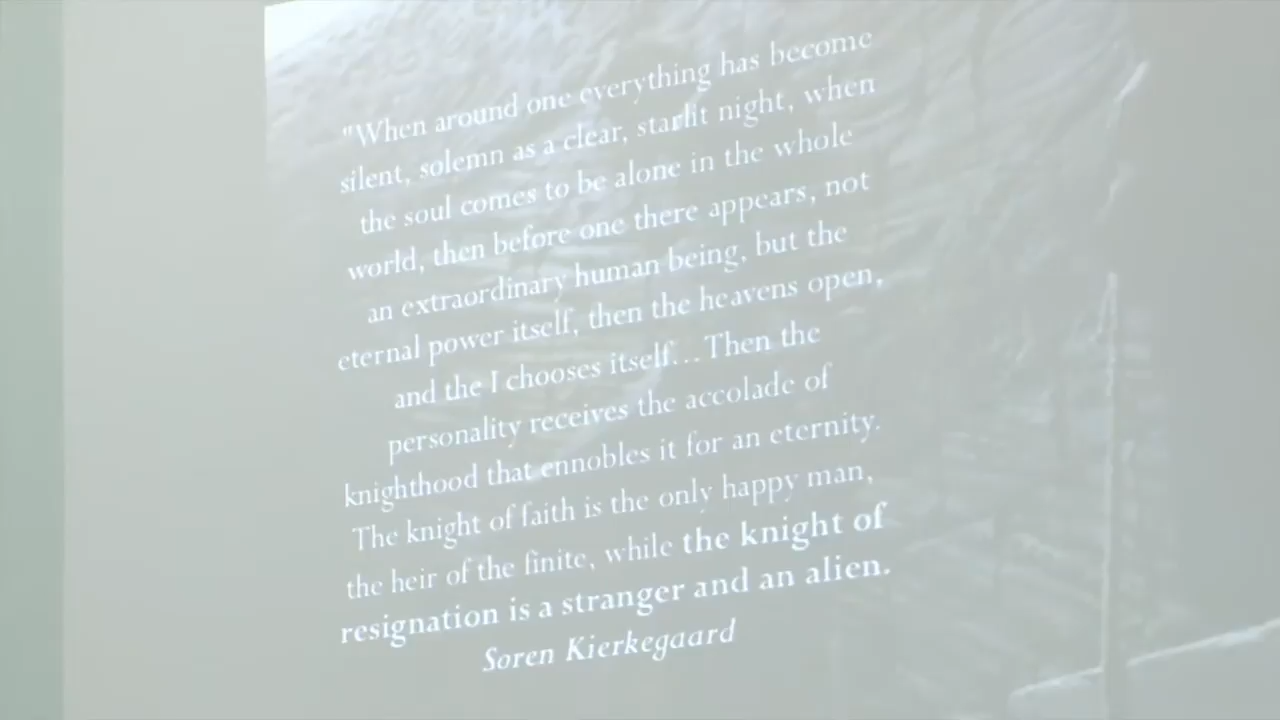 "When around one everything has become
silent, solemn as a clear, starlit night, when
the soul comes to be alone in the whole
world, then before one there appears, not
an extraordinary human being, but the
eternal power itself, then the heavens open,
and the I chooses itself... Then the
personality receives the accolade of
knighthood that ennobles it for an eternity.
The knight of faith is the only happy man,
the heir of the finite, while the knight of
resignation is a stranger and an alien.
Soren Kierkegaard